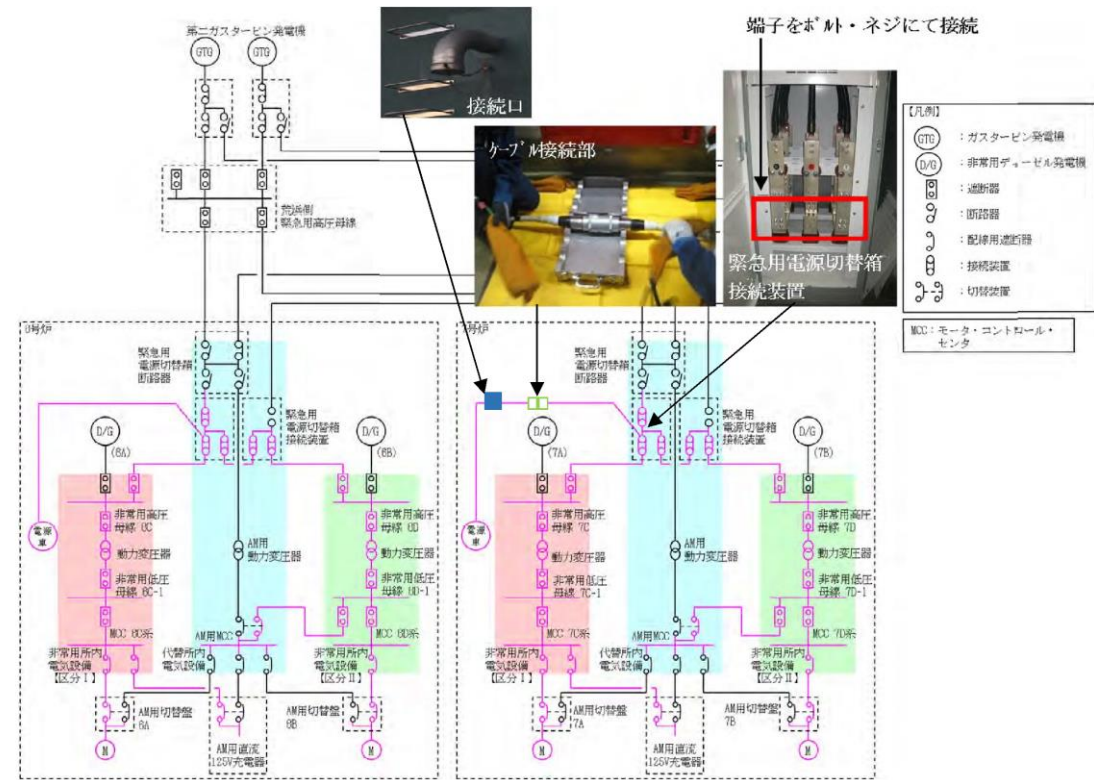 第二ガスタービン発電機
GTG
GTG
荒浜側
緊急用高圧母線
接続口
ケーブル接続部
端子をボルト・ネジにて接続
緊急用電源切替箱
接続装置
【凡例】
GTG
：ガスタービン発電機
D/G
：非常用ディーゼル発電機
：遮断器
：断路器
：配線用遮断器
：接続装置
：切替装置
MCC：モータ・コントロール・
センタ
6号炉
緊急用
電源切替箱
断路器
緊急用
電源切替箱
接続装置
D/G
(6A)
D/G
(6B)
電源
車
非常用高圧
母線 6C
動力変圧器
非常用低圧
母線 6C-1
MCC 6C系
AM用
動力変圧器
AM用MCC
非常用高圧
母線 6D
動力変圧器
非常用低圧
母線 6D-1
MCC 6D系
非常用所内
電気設備
【区分Ⅰ】
代替所内
電気設備
非常用所内
電気設備
【区分Ⅱ】
AM用切替盤
6A
AM用切替盤
6B
M
AM用直流
125V充電器
M
緊急用
電源切替箱
断路器
緊急用
電源切替箱
接続装置
D/G
(7A)
D/G
(7B)
電源
車
非常用高圧
母線 7C
動力変圧器
非常用低圧
母線 7C-1
MCC 7C系
AM用
動力変圧器
AM用MCC
非常用高圧
母線 7D
動力変圧器
非常用低圧
母線 7D-1
MCC 7D系
非常用所内
電気設備
【区分Ⅰ】
代替所内
電気設備
非常用所内
電気設備
【区分Ⅱ】
AM用切替盤
7A
AM用切替盤
7B
M
AM用直流
125V充電器
M